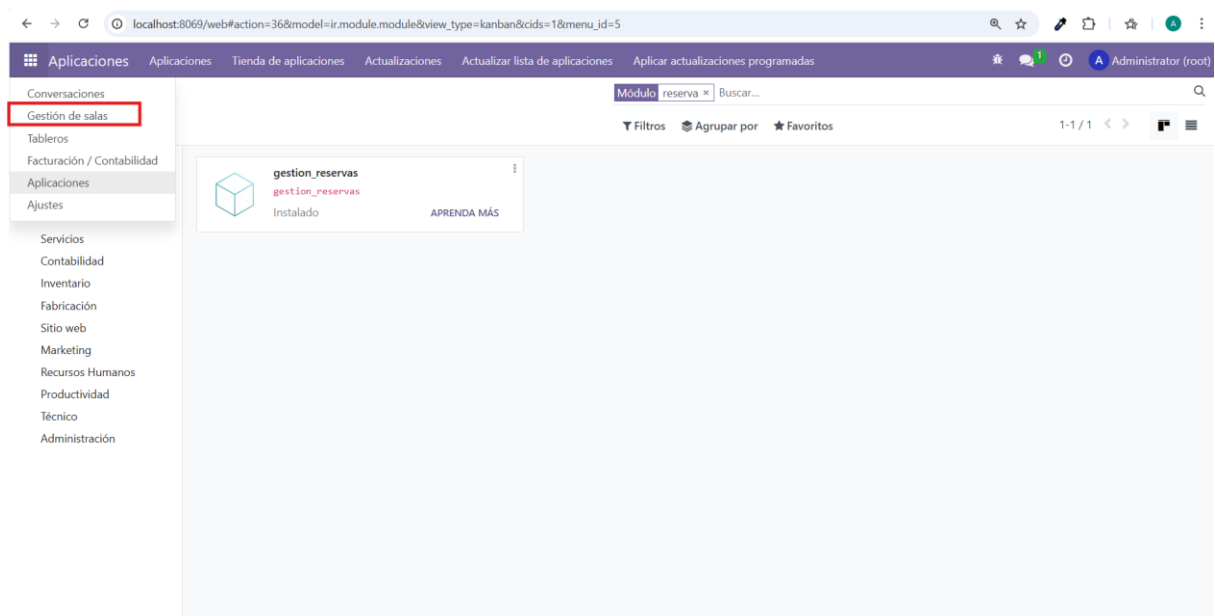 localhost:8069/web#action=36&model=ir.module.module&view_type=kanban&cids=1&menu_id=5
A
Aplicaciones Aplicaciones Tienda de aplicaciones Actualizaciones Actualizar lista de aplicaciones Aplicar actualizaciones programadas 1 A Administrator (root)
Conversaciones
Gestión de salas
Tableros
Facturación / Contabilidad
Aplicaciones
Ajustes
Módulo reserva × Buscar...
Filtros Agrupar por Favoritos 1-1 / 1
Servicios
Contabilidad
Inventario
Fabricación
Sitio web
Marketing
Recursos Humanos
Productividad
Técnico
Administración
gestion_reservas
gestion_reservas
Instalado APRENDA MÁS